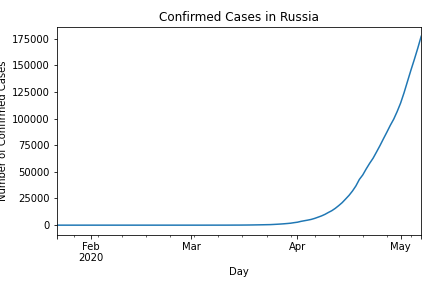 Confirmed Cases in Russia
Number of Confirmed Cases
175000
150000
125000
100000
75000
50000
25000
0
Feb
2020
Mar
Apr
May
Day